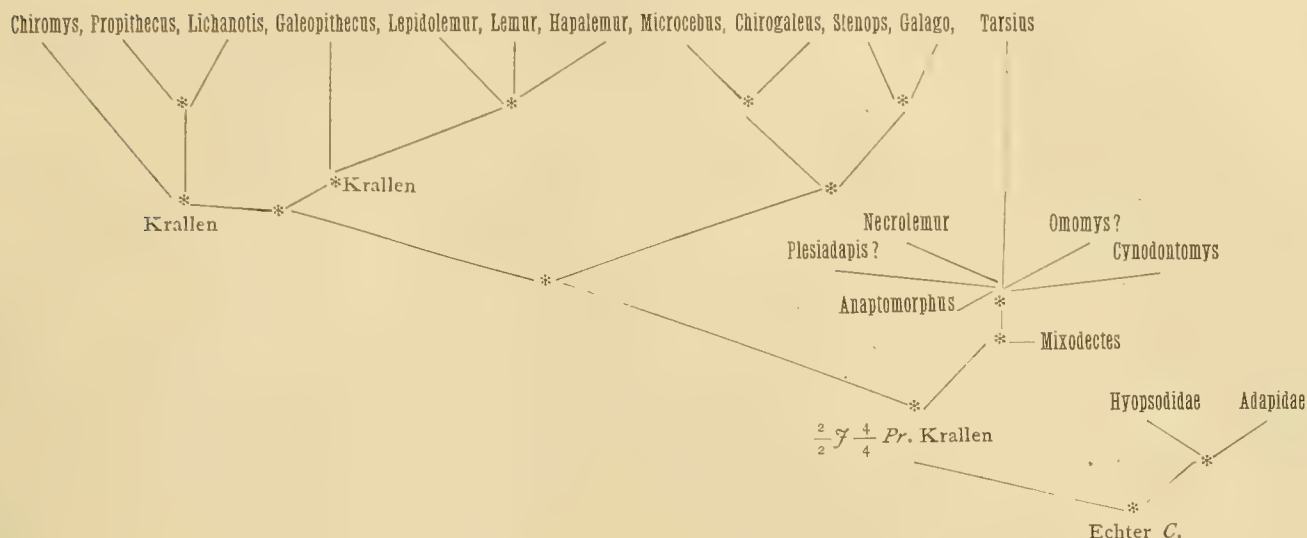 Chiromys, Propithecus, Lichanotis, Galeopithecus, Lepidolemur, Lemur, Hapalemur, Microcebus, Chirogaleus, Stenops, Galago, Tarsius
*
*
*
*
*Krallen
*
*
Krallen
*
Necrolemur
Omomys?
Plesiadapis?
Cynodontomys
*
Anaptomorphus
*
*
Mixodectes
*
Hyopsodidae
Adapidae
2/2 J 4/4 Pr. Krallen
*
*
Echter C.